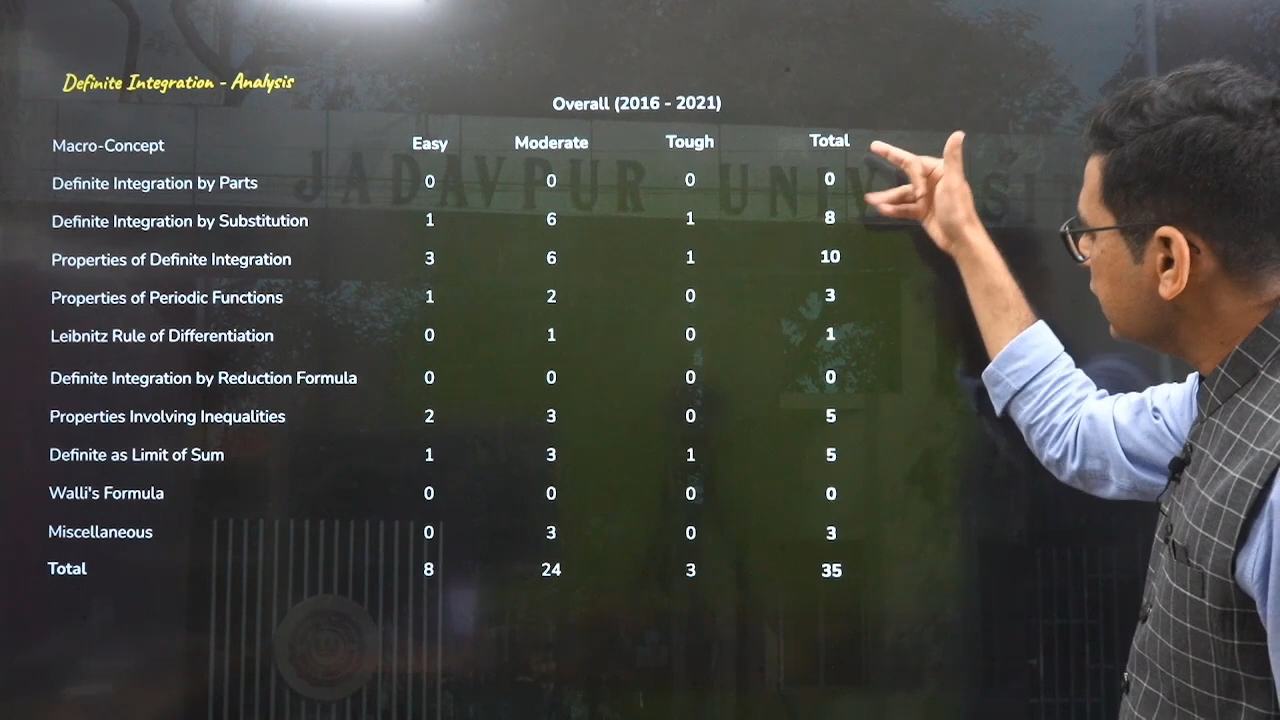 Definite Integration - Analysis
Overall (2016 - 2021)
Macro-Concept Easy Moderate Tough Total
Definite Integration by Parts 0 0 0 0
Definite Integration by Substitution 1 6 1 8
Properties of Definite Integration 3 6 1 10
Properties of Periodic Functions 1 2 0 3
Leibnitz Rule of Differentiation 0 1 0 1
Definite Integration by Reduction Formula 0 0 0 0
Properties Involving Inequalities 2 3 0 5
Definite as Limit of Sum 1 3 1 5
Walli's Formula 0 0 0 0
Miscellaneous 0 3 0 3
Total 8 24 3 35
JADAVPUR